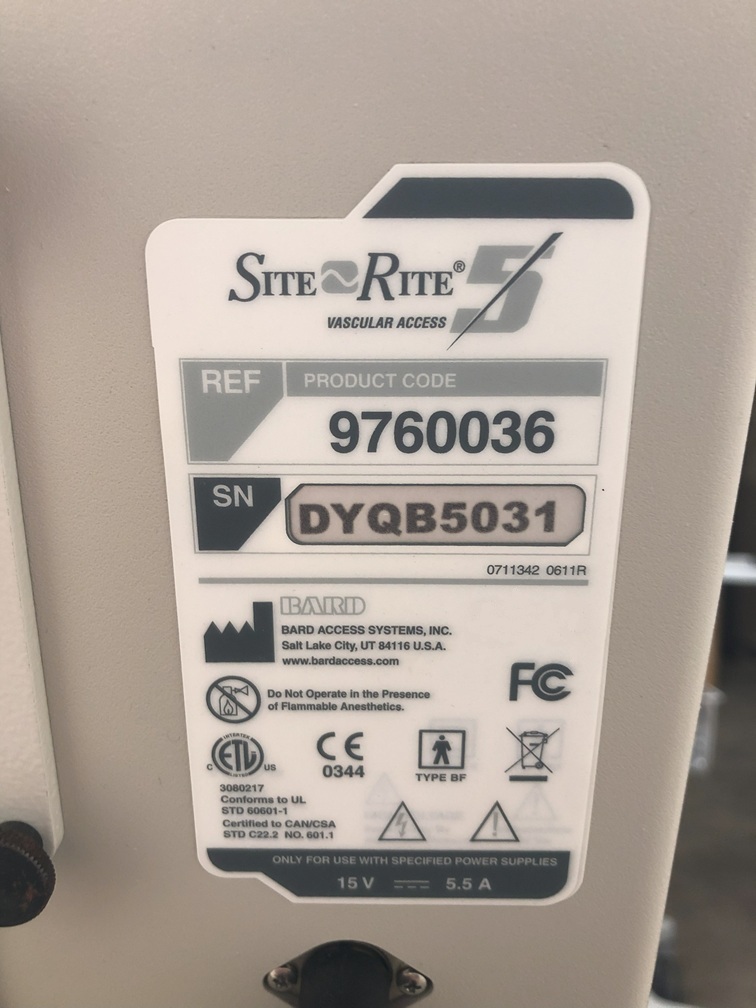 SITE RITE® 5
VASCULAR ACCESS
REF PRODUCT CODE
9760036
SN DYQB5031
0711342 0611R
BARD
BARD ACCESS SYSTEMS, INC.
Salt Lake City, UT 84116 U.S.A.
www.bardaccess.com
FC
Do Not Operate in the Presence
of Flammable Anesthetics.
INTERTEK
C ETL US
LISTED
3080217
Conforms to UL
STD 60601-1
Certified to CAN/CSA
STD C22.2 NO. 601.1
CE
0344
TYPE BF
ONLY FOR USE WITH SPECIFIED POWER SUPPLIES
15 V 5.5 A